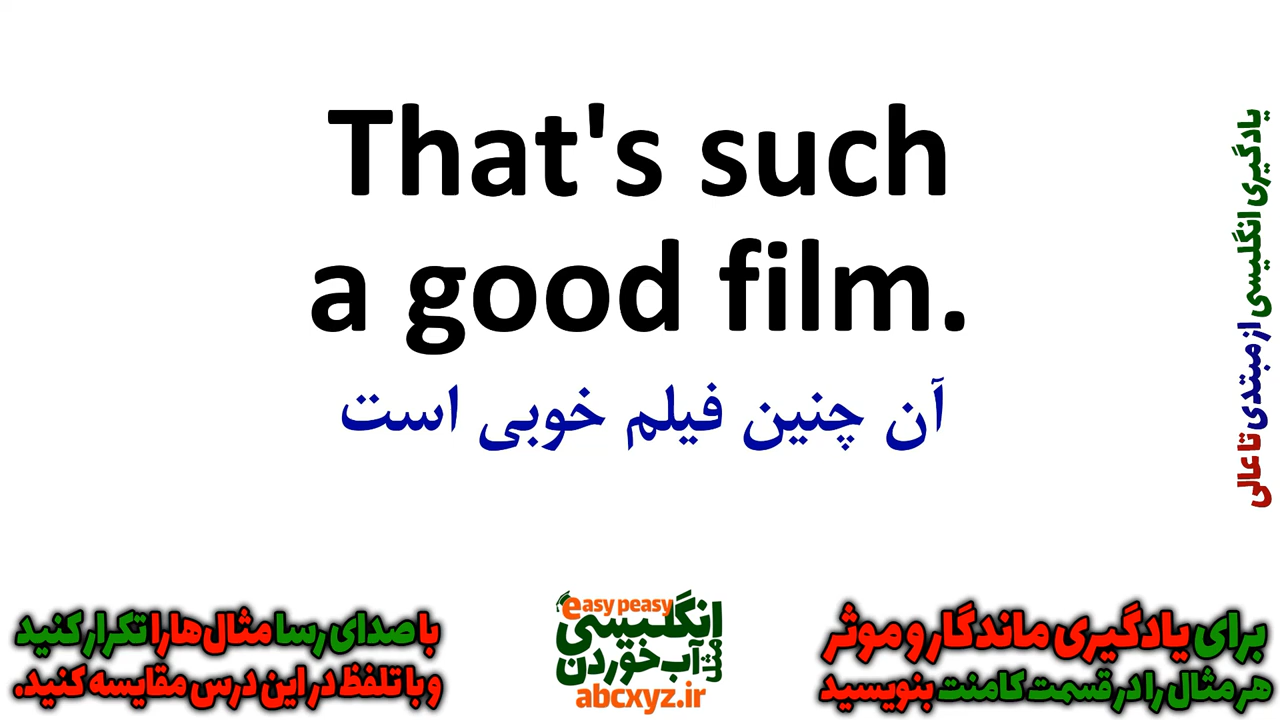 That's such
a good film.
آن چنین فیلم خوبی است
یادگیری انگلیسی از مبتدی تا عالی
برای یادگیری ماندگار و موثر
هر مثال را در قسمت کامنت بنویسید
easy peasy
انگلیسی
مثل آب خوردن
abcxyz.ir
با صدای رسا مثال‌ها را تکرار کنید
و با تلفظ در این درس مقایسه کنید.